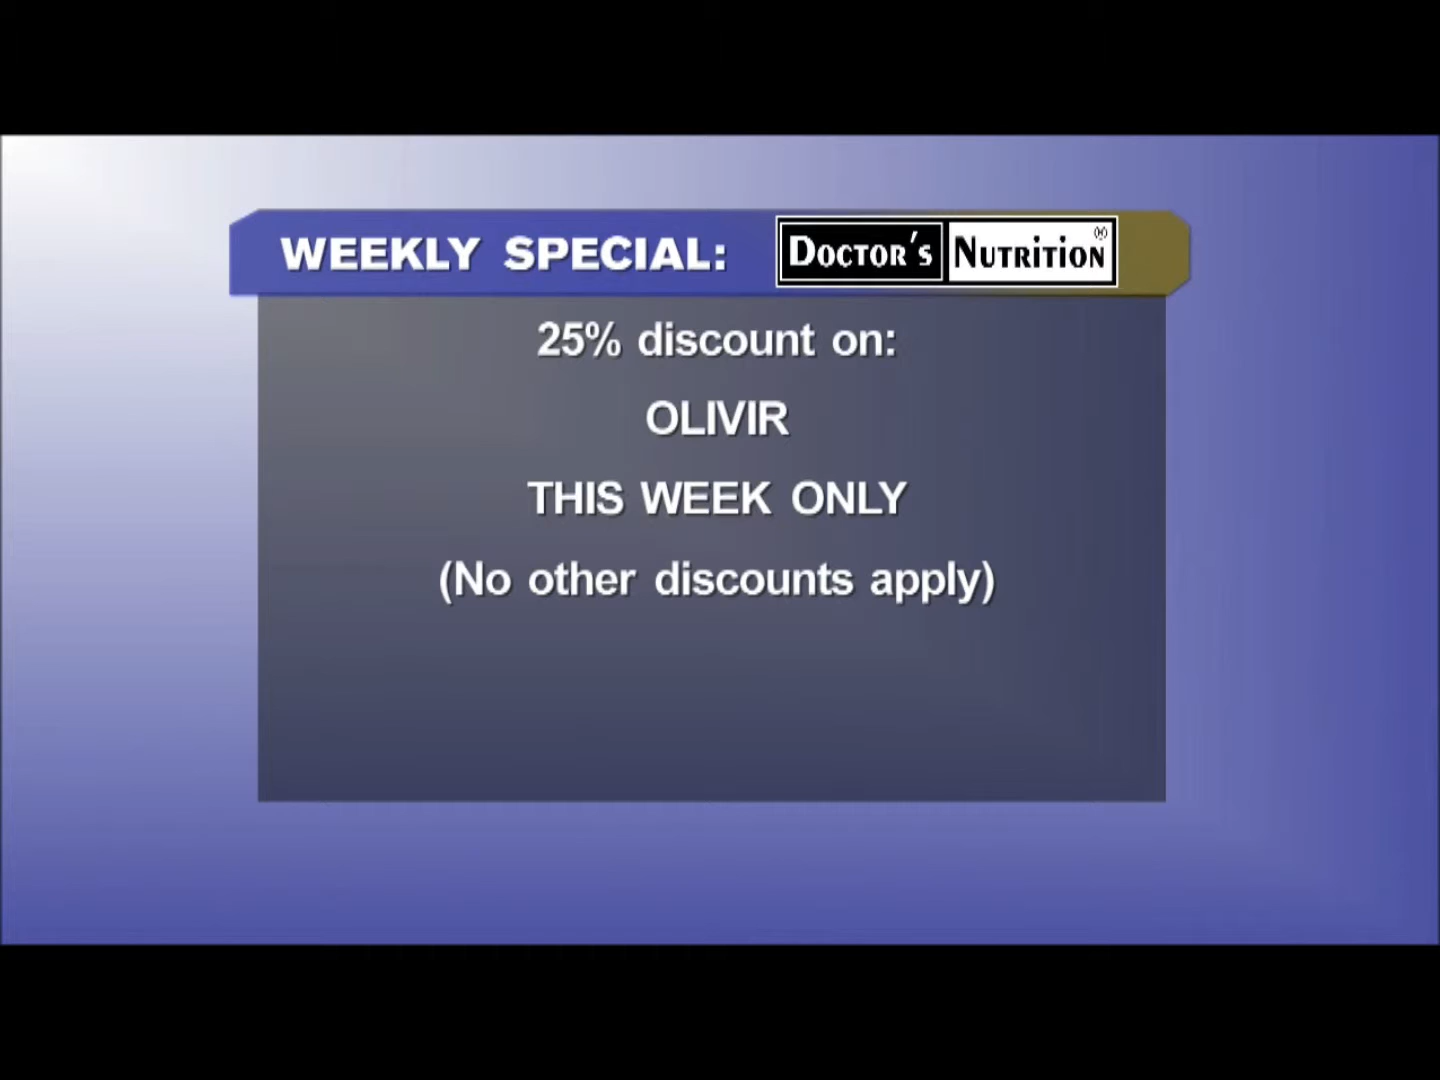 WEEKLY SPECIAL: DOCTOR'S NUTRITION®
25% discount on:
OLIVIR
THIS WEEK ONLY
(No other discounts apply)